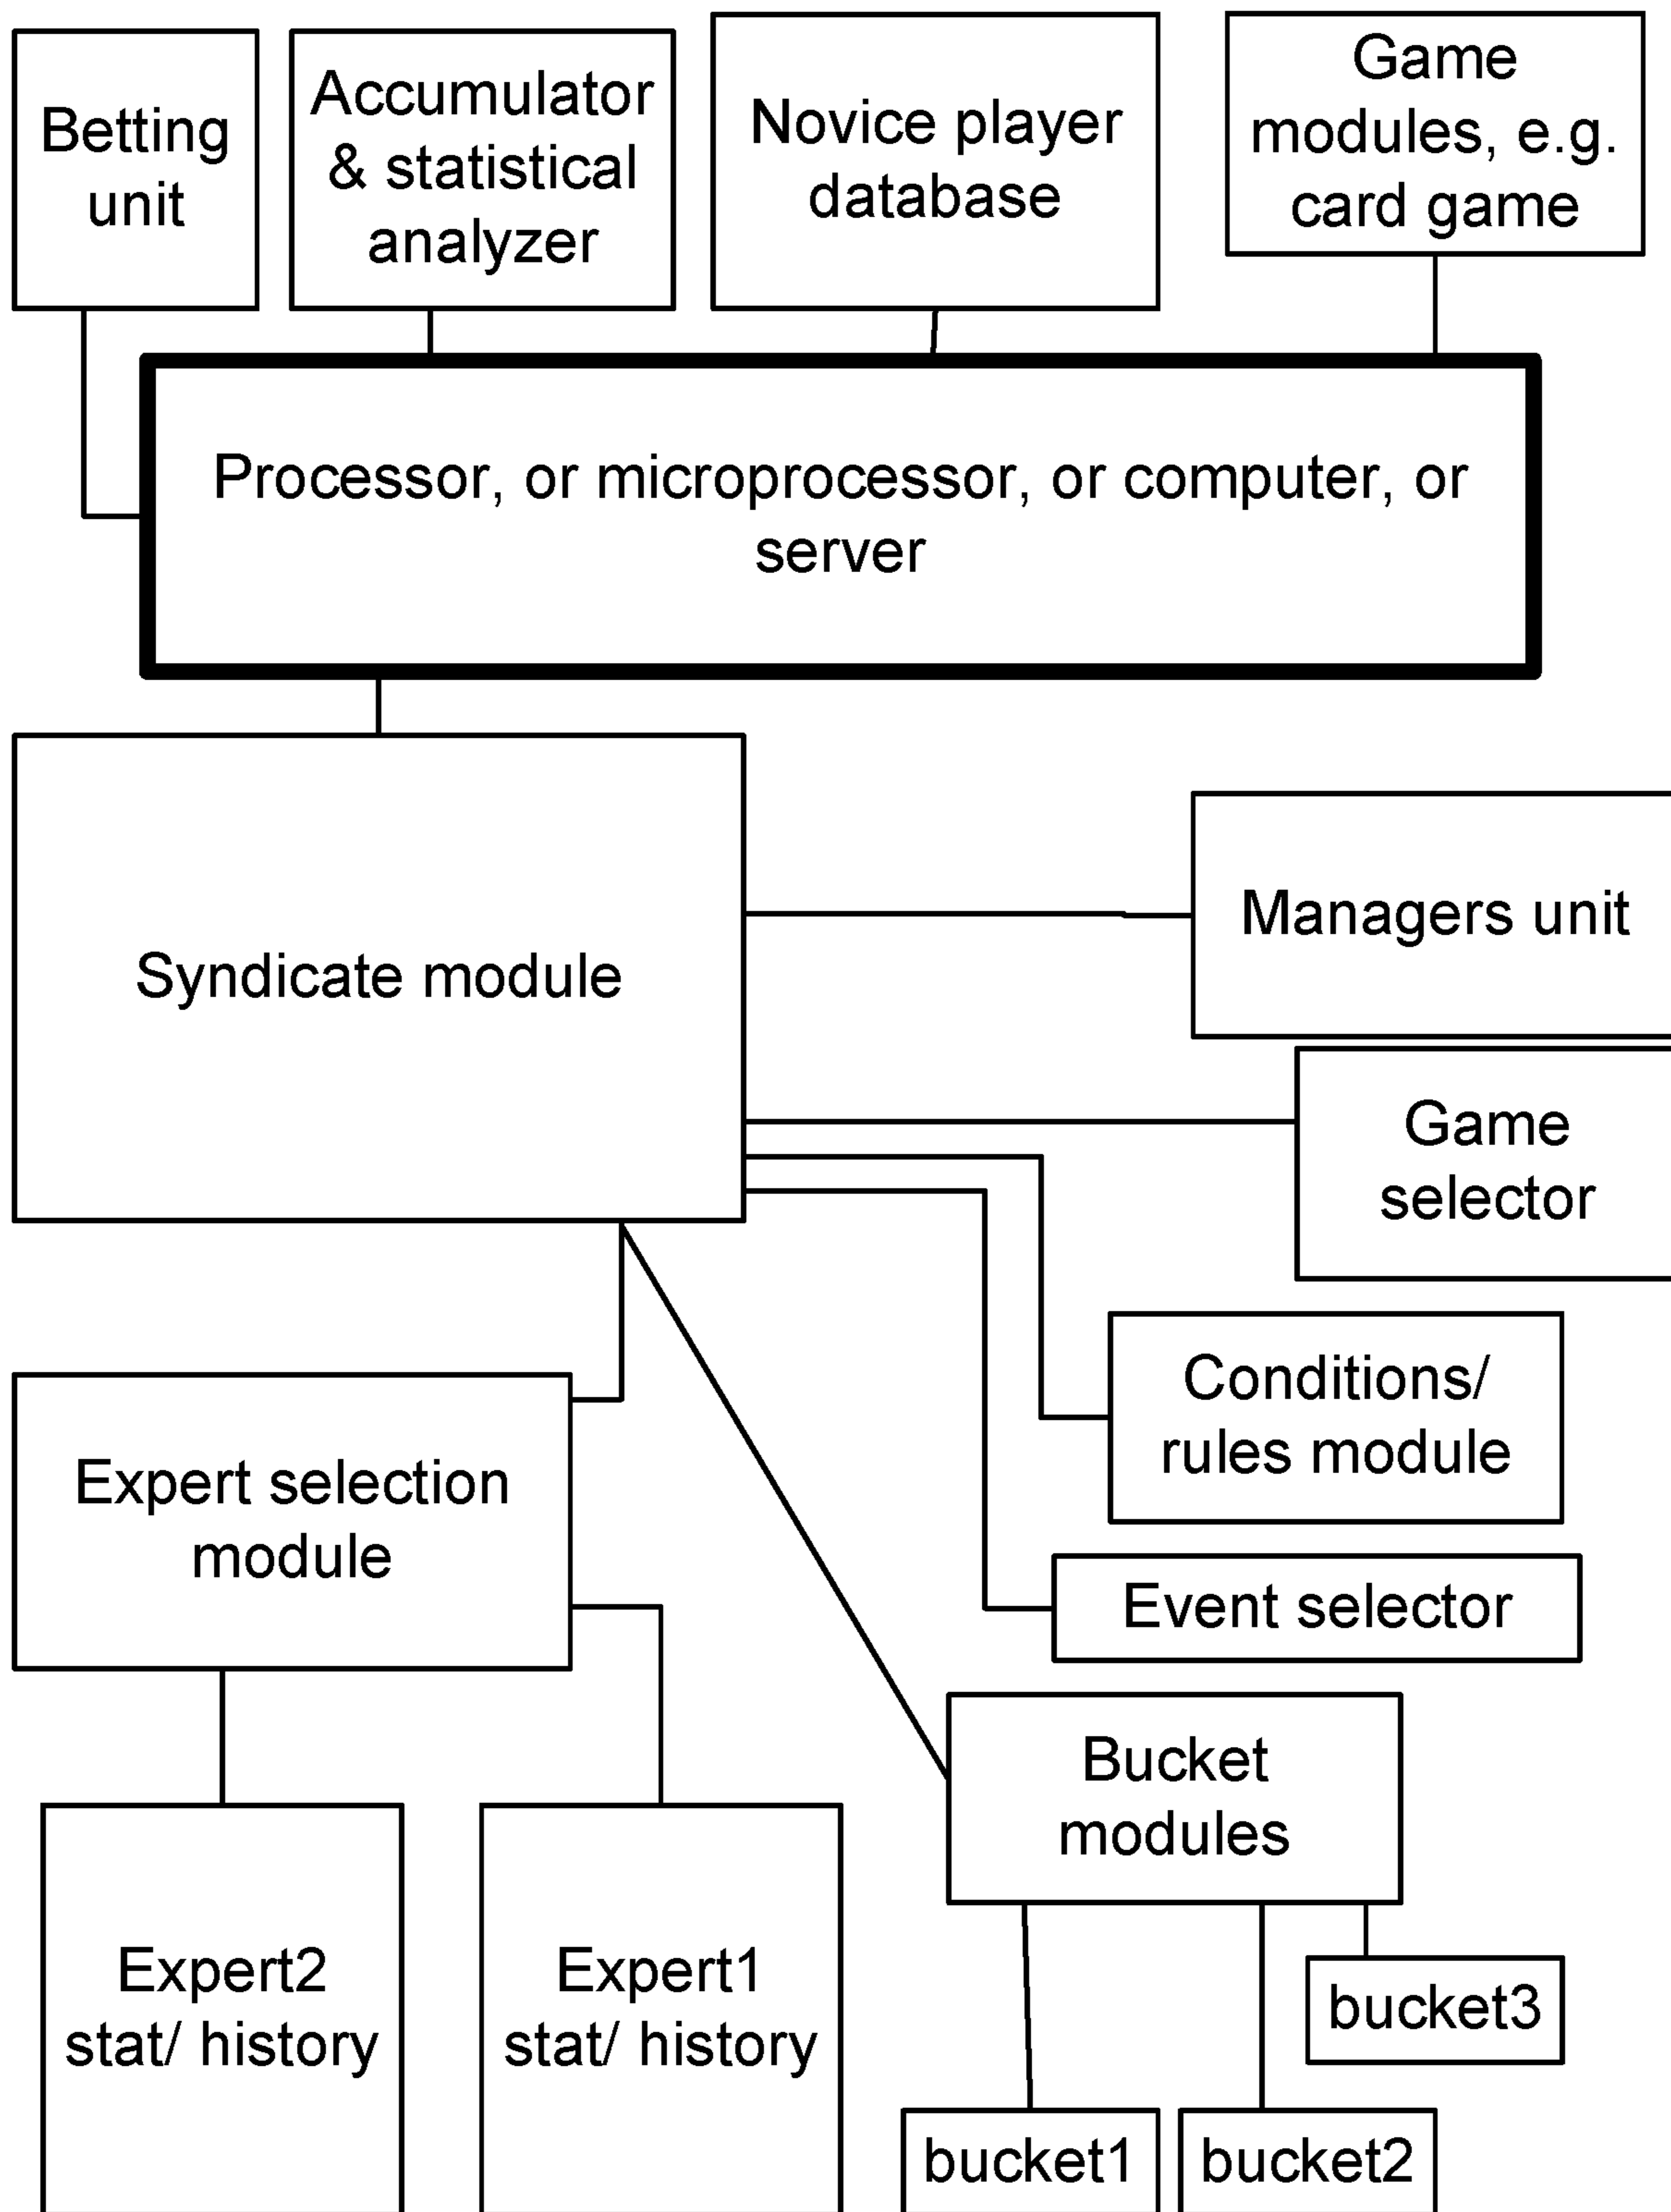 Betting
unit
Accumulator
& statistical
analyzer
Novice player
database
Game
modules, e.g.
card game
Processor, or microprocessor, or computer, or
server
Syndicate module
Managers unit
Game
selector
Conditions/
rules module
Expert selection
module
Event selector
Bucket
modules
Expert2
stat/ history
Expert1
stat/ history
bucket3
bucket1
bucket2